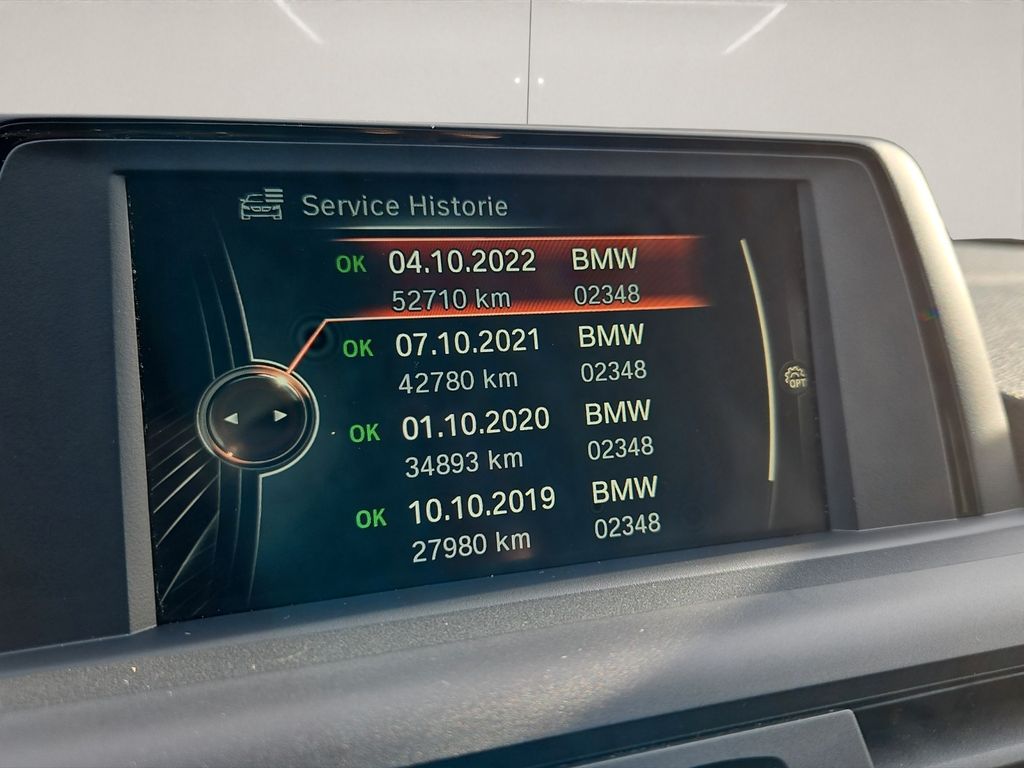 Service Historie
OK 04.10.2022 BMW
52710 km 02348
OK 07.10.2021 BMW
42780 km 02348
OK 01.10.2020 BMW
34893 km 02348
OK 10.10.2019 BMW
27980 km 02348
OPT